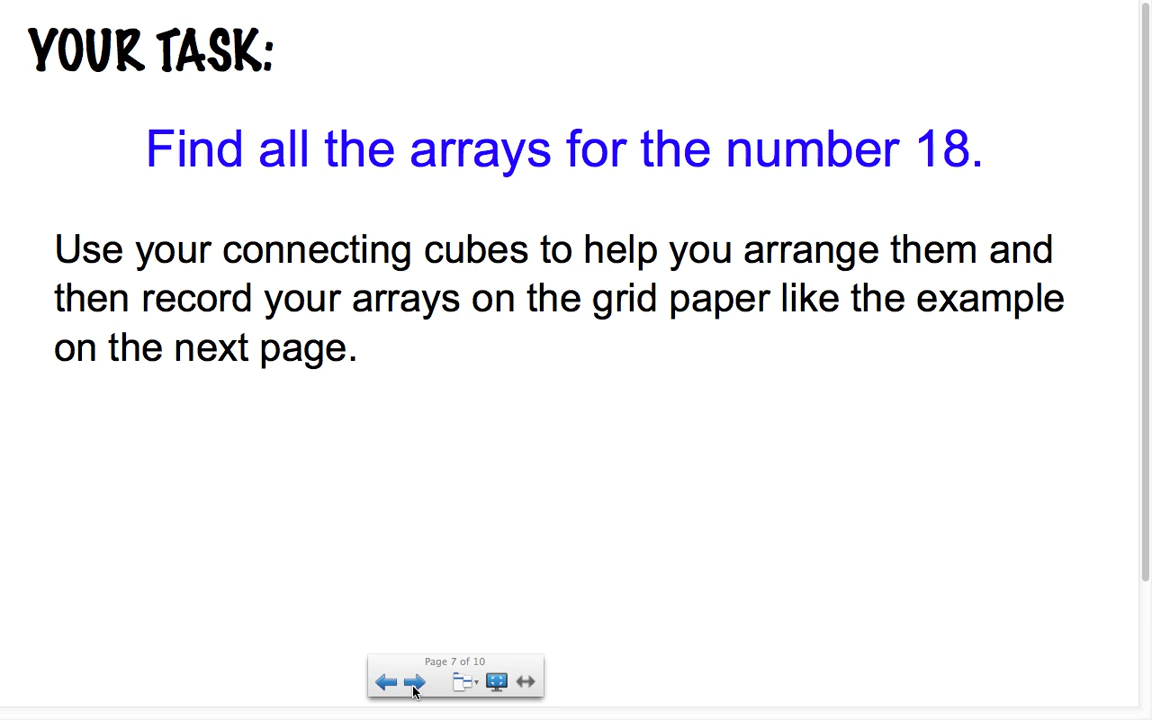 YOUR TASK:
Find all the arrays for the number 18.
Use your connecting cubes to help you arrange them and
then record your arrays on the grid paper like the example
on the next page.
Page 7 of 10